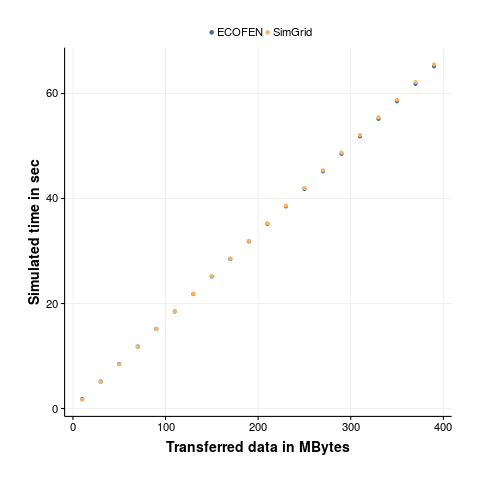 ECOFEN SimGrid
60
40
20
0
0 100 200 300 400
Simulated time in sec
Transferred data in MBytes